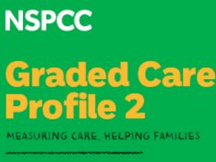 NSPCC
Graded Care
Profile 2
MEASURING CARE, HELPING FAMILIES